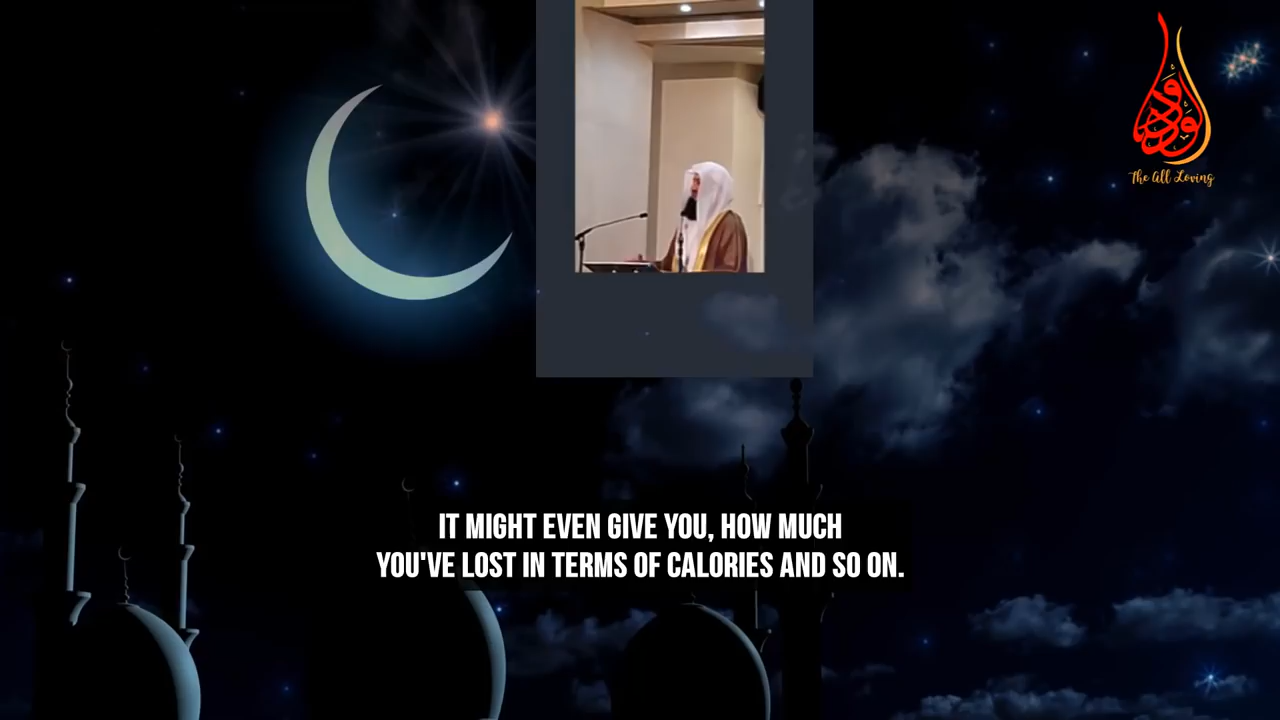 The All Loving
IT MIGHT EVEN GIVE YOU, HOW MUCH
YOU'VE LOST IN TERMS OF CALORIES AND SO ON.